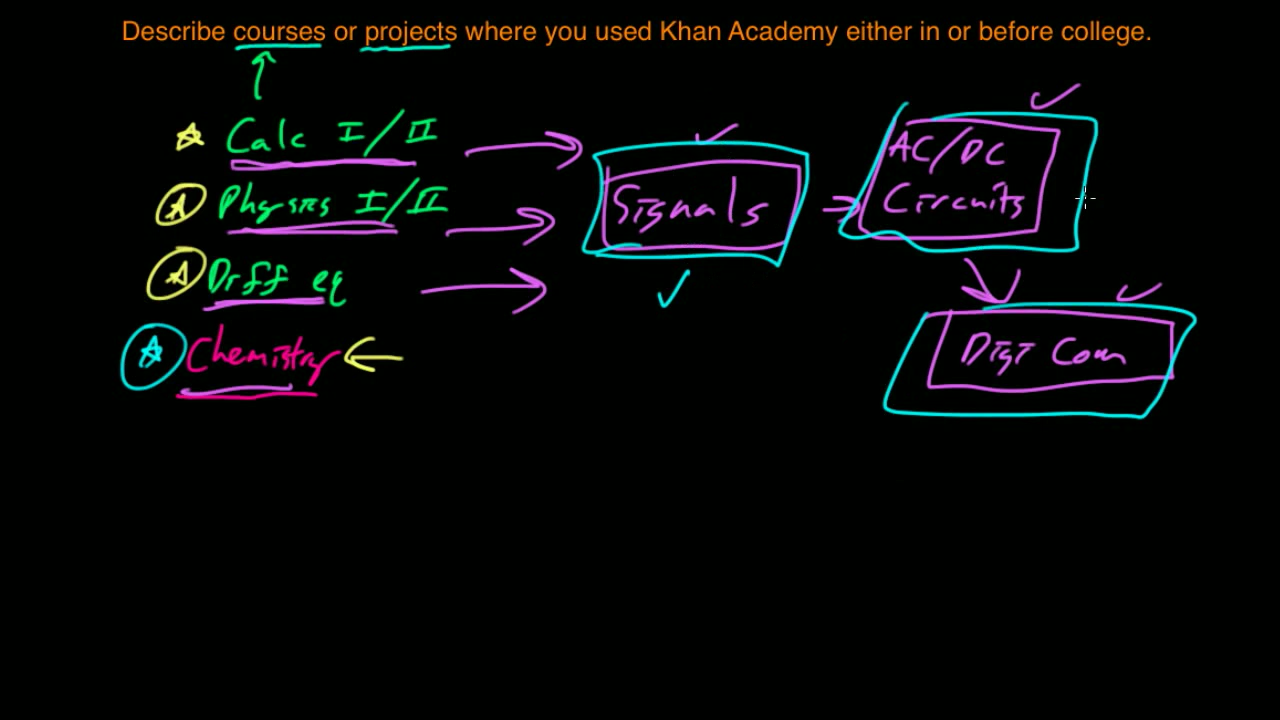 Describe courses or projects where you used Khan Academy either in or before college.
Calc I/II
Physics I/II
Diff eq
Chemistry
Signals
AC/DC
Circuits
Digi Com